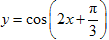 y = cos(2x + π/3)